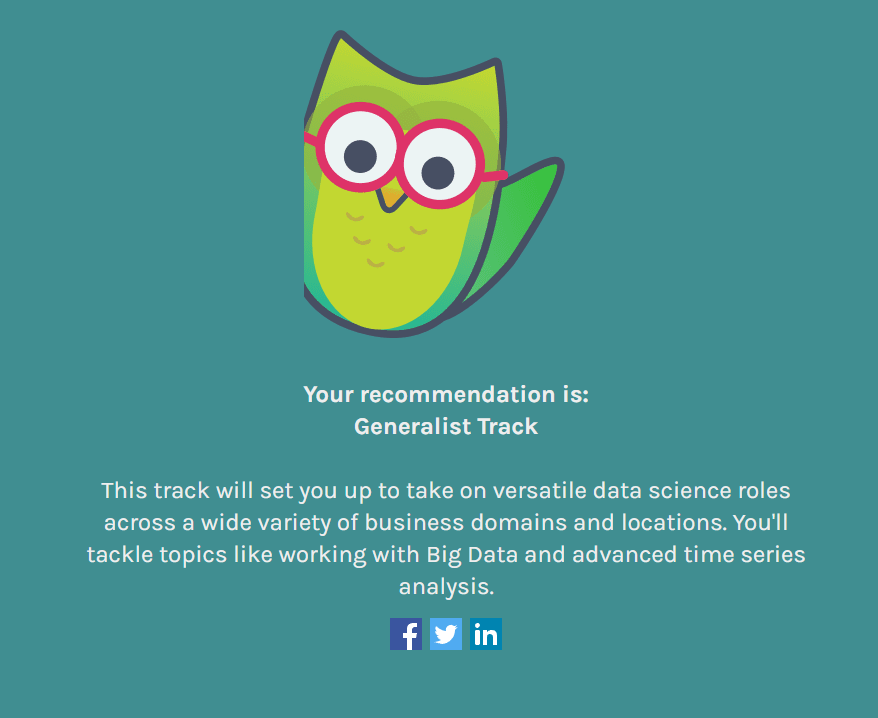 Your recommendation is:
Generalist Track
This track will set you up to take on versatile data science roles
across a wide variety of business domains and locations. You'll
tackle topics like working with Big Data and advanced time series
analysis.
f
in